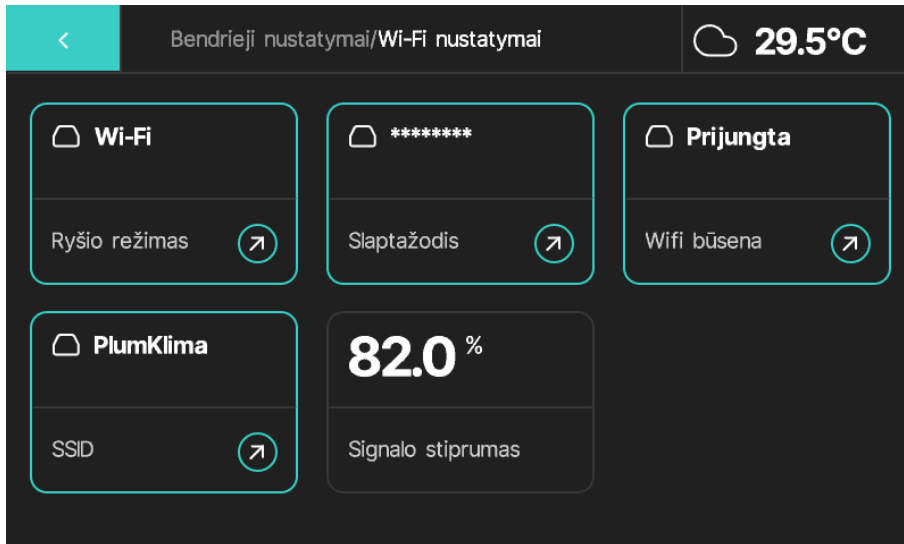 Bendrieji nustatymai/Wi-Fi nustatymai
29.5°C
Wi-Fi
Ryšio režimas
********
Slaptažodis
Prijungta
Wifi būsena
PlumKlima
SSID
82.0 %
Signalo stiprumas